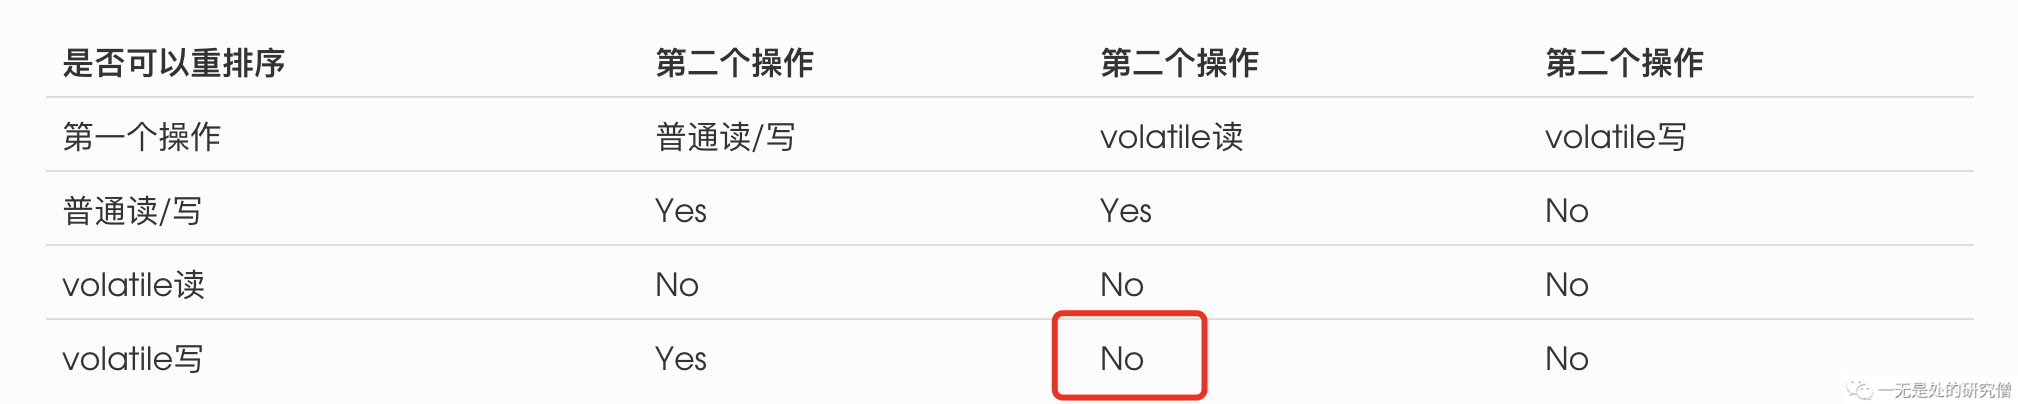 是否可以重排序 第二个操作 第二个操作 第二个操作
第一个操作 普通读/写 volatile读 volatile写
普通读/写 Yes Yes No
volatile读 No No No
volatile写 Yes No No
一无是处的研究僧